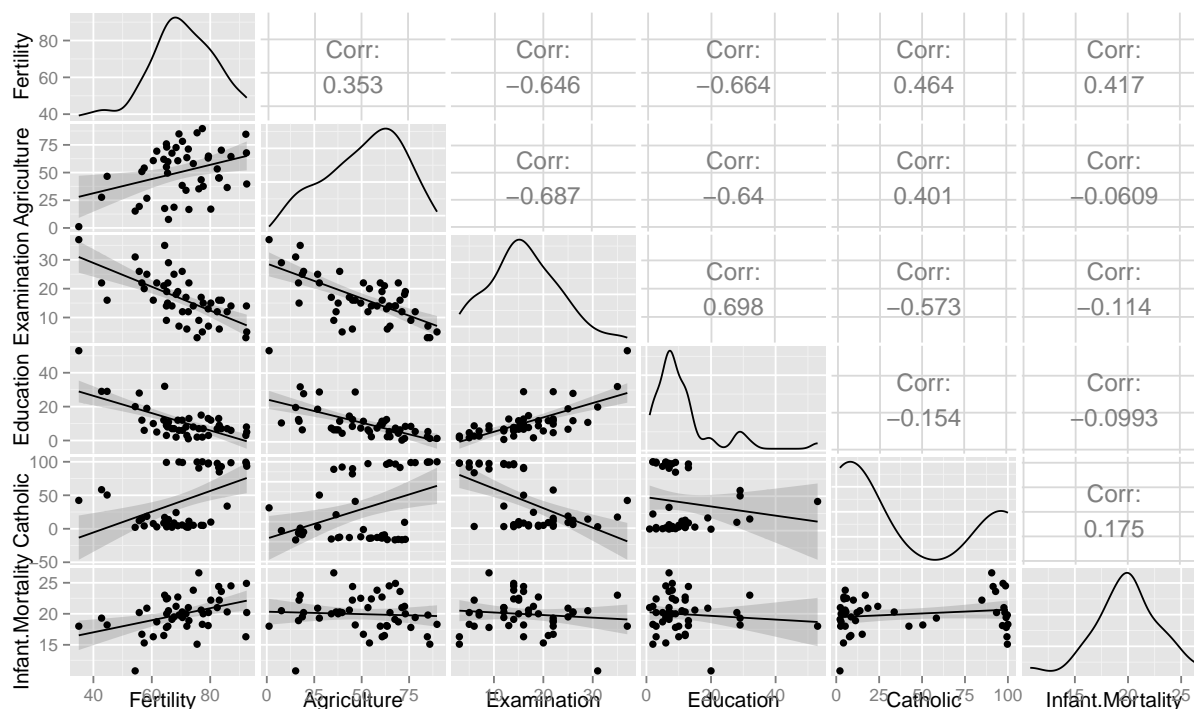 Fertility
80
60
40
Corr:
0.353
Corr:
−0.646
Corr:
−0.664
Corr:
0.464
Corr:
0.417
Agriculture
75
50
25
0
Corr:
−0.687
Corr:
−0.64
Corr:
0.401
Corr:
−0.0609
Examination
30
20
10
Corr:
0.698
Corr:
−0.573
Corr:
−0.114
Education
40
20
0
Corr:
−0.154
Corr:
−0.0993
Catholic
100
50
0
−50
Corr:
0.175
Infant.Mortality
25
20
15
40 60 80 0 25 50 75 10 20 30 0 20 40 0 25 50 75 100 15 20 25
Fertility Agriculture Examination Education Catholic Infant.Mortality